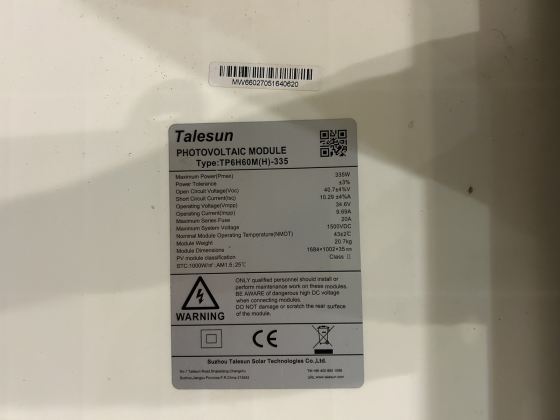 MW66027051640620
Talesun
PHOTOVOLTAIC MODULE
Type:TP6H60M(H)-335
Maximum Power(Pmax) 335W
Power Tolerance ±3%
Open Circuit Voltage(Voc) 40.7±4%V
Short Circuit Current(Isc) 10.29 ±4%A
Operating Voltage(Vmpp) 34.6V
Operating Current(Impp) 9.69A
Maximum Series Fuse 20A
Maximum System Voltage 1500VDC
Nominal Module Operating Temperature(NMOT) 43±2℃
Module Weight 20.7kg
Module Dimensions 1684×1002×35mm
PV module classification Class II
STC:1000W/㎡ :AM1.5 :25℃
ONLY qualified personnel should install or
perform maintenance work on these modules.
BE AWARE of dangerous high DC voltage
when connecting modules.
DO NOT damage or scratch the rear surface
of the module.
WARNING
CE
Suzhou Talesun Solar Technologies Co.,Ltd.